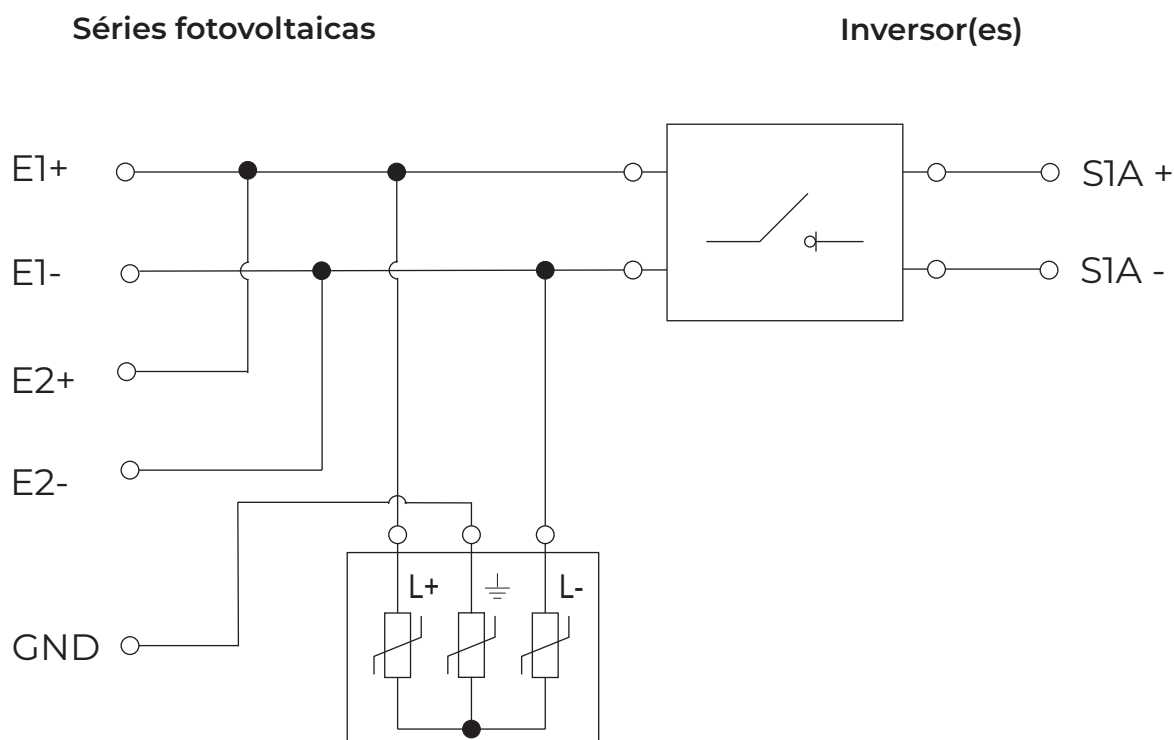 Séries fotovoltaicas
Inversor(es)
E1+
S1A +
E1-
S1A -
E2+
E2-
L+
L-
GND